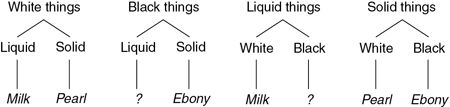 White things Black things Liquid things Solid things
Liquid Solid Liquid Solid White Black White Black
Milk Pearl ? Ebony Milk ? Pearl Ebony